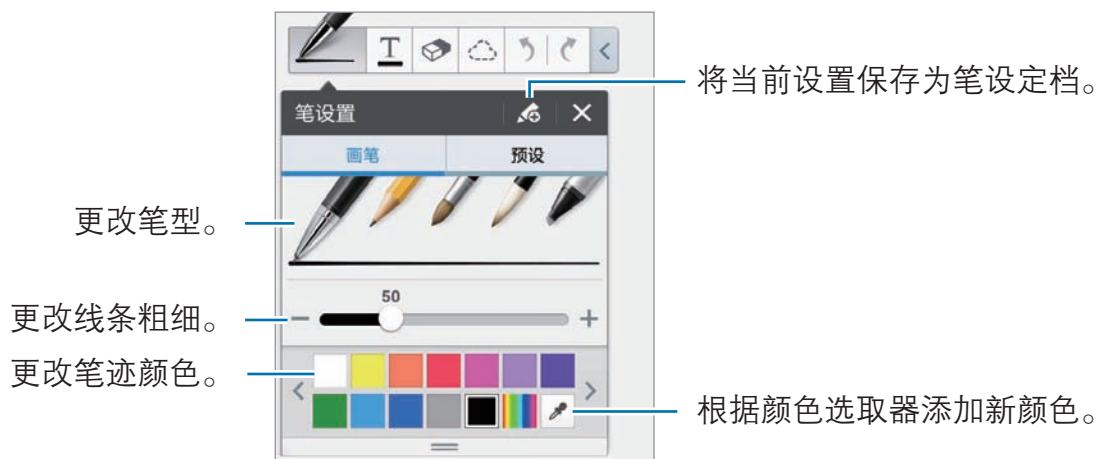 T
将当前设置保存为笔设定档。
笔设置
画笔
预设
更改笔型。
50
更改线条粗细。
更改笔迹颜色。
根据颜色选取器添加新颜色。